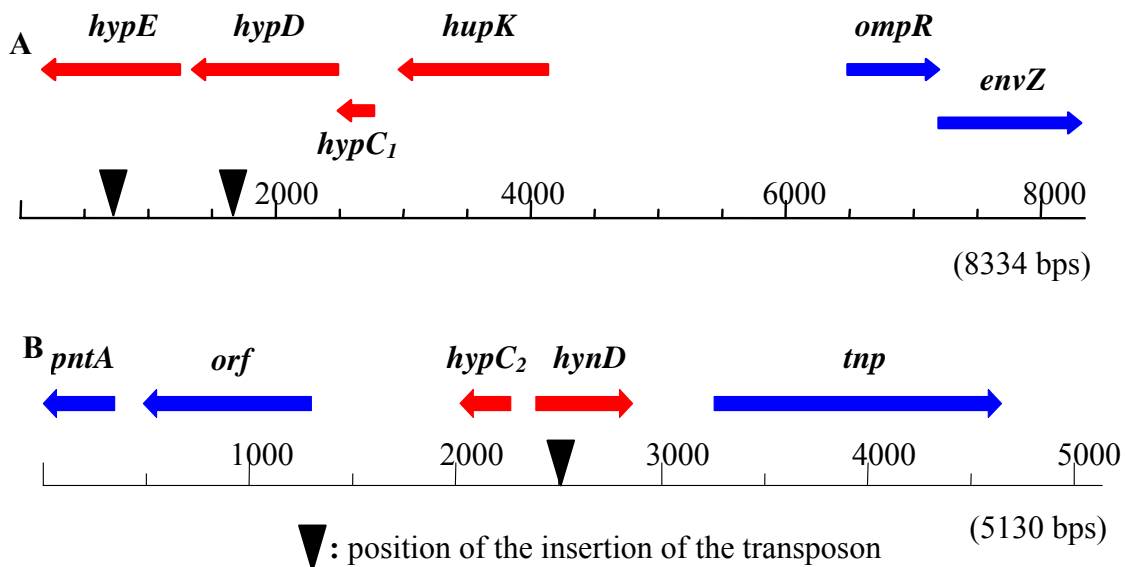 A hypE hypD hupK ompR
envZ
hypC1
2000 4000 6000 8000
(8334 bps)
B pntA orf hypC2 hynD tnp
1000 2000 3000 4000 5000
(5130 bps)
: position of the insertion of the transposon